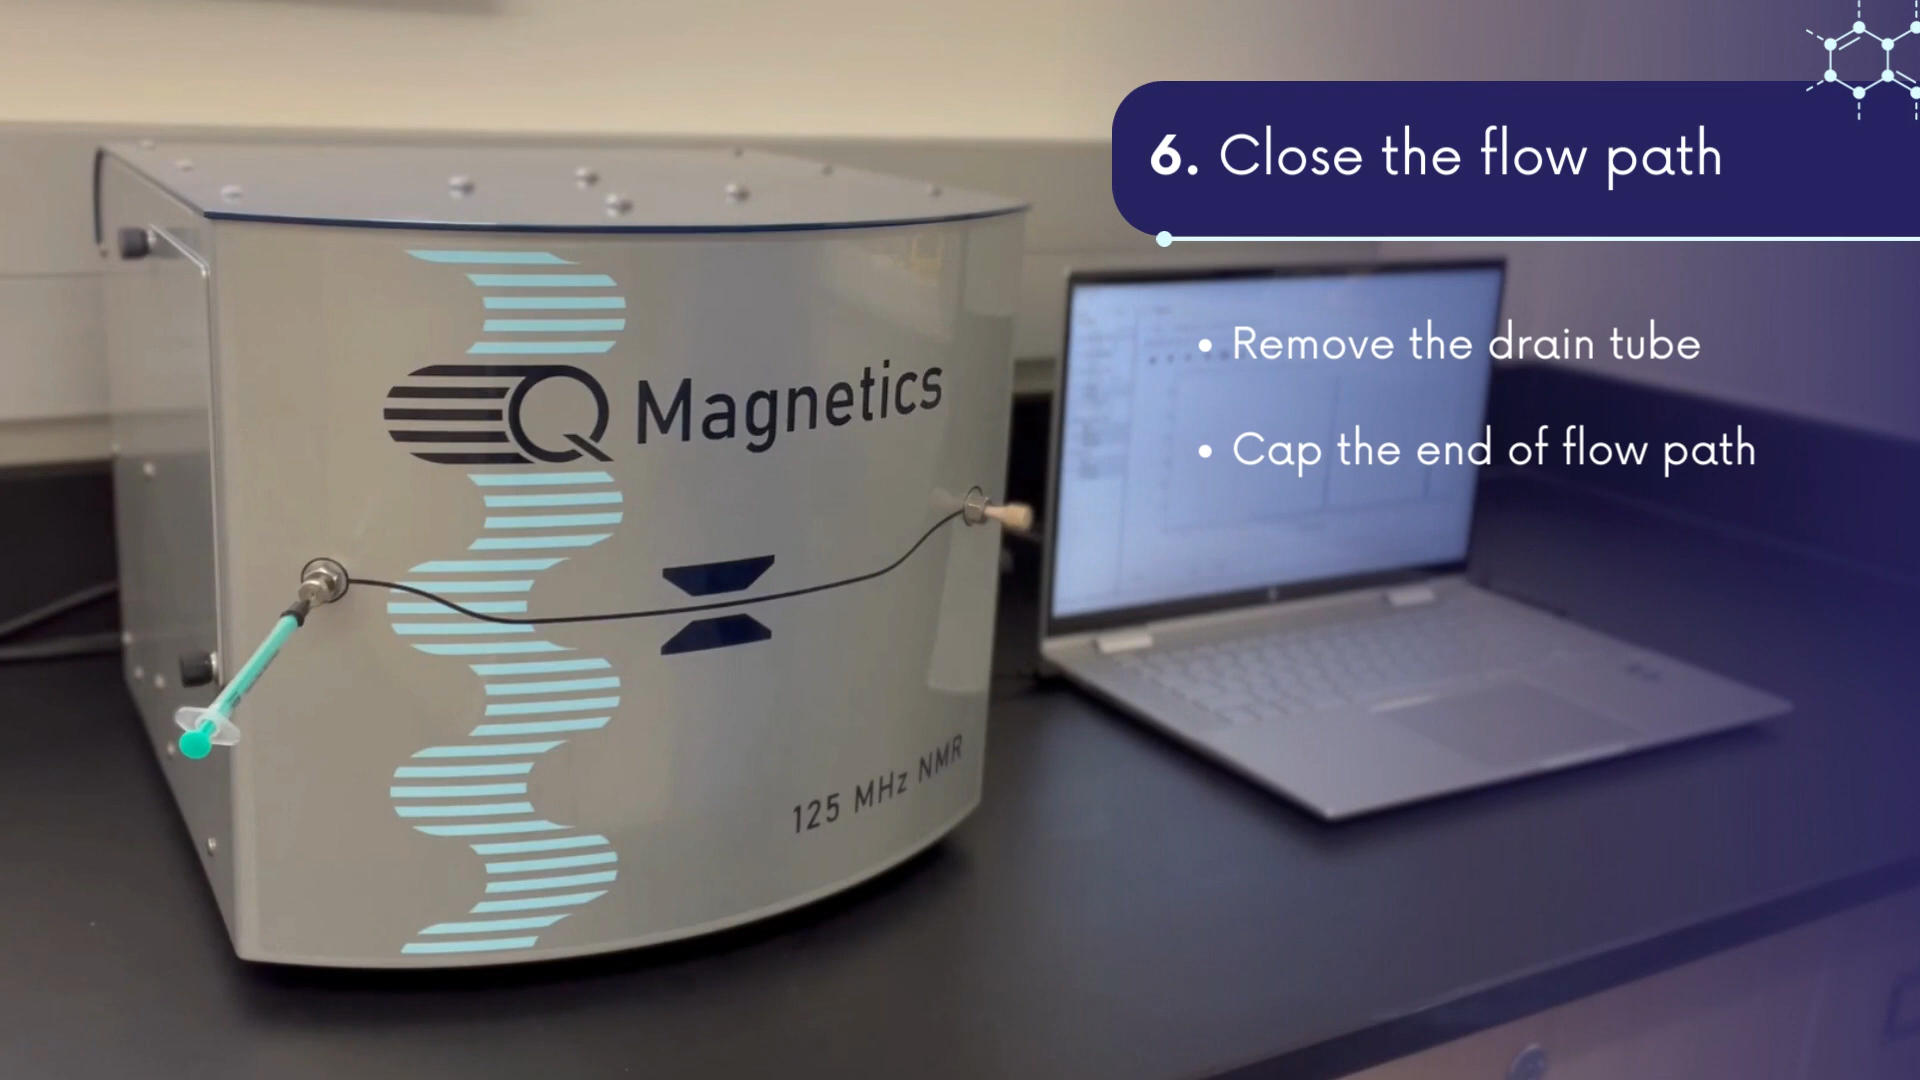 6. Close the flow path
• Remove the drain tube
• Cap the end of flow path
Q Magnetics
125 MHz NMR